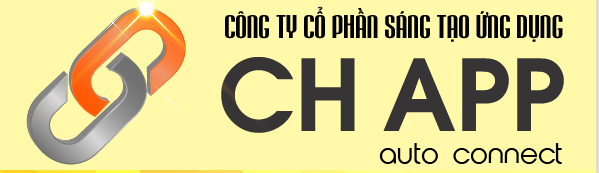 CÔNG TY CỔ PHẦN SÁNG TẠO ỨNG DỤNG
CH APP
auto connect